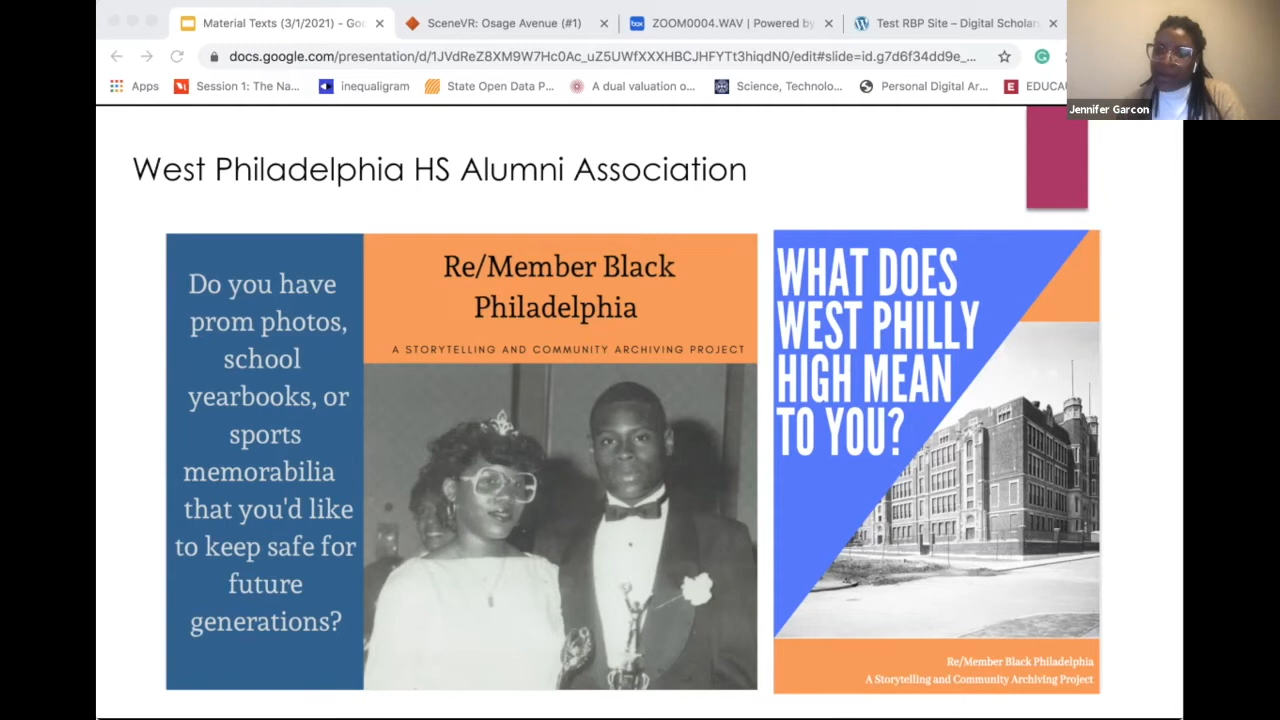 Material Texts (3/1/2021) - Goo
SceneVR: Osage Avenue (#1)
box
ZOOM0004.WAV | Powered by
Test RBP Site – Digital Scholars
docs.google.com/presentation/d/1JVdReZ8XM9W7Hc0Ac_uZ5UWfXXXHBCJHFYTt3hiqdN0/edit#slide=id.g7d6f34dd9e_...
Apps
Session 1: The Na...
inequaligram
State Open Data P...
A dual valuation o...
Science, Technolo...
Personal Digital Ar...
E
EDUCAU
Jennifer Garcon
West Philadelphia HS Alumni Association
Do you have
prom photos,
school
yearbooks, or
sports
memorabilia
that you'd like
to keep safe for
future
generations?
Re/Member Black
Philadelphia
A STORYTELLING AND COMMUNITY ARCHIVING PROJECT
WHAT DOES
WEST PHILLY
HIGH MEAN
TO YOU?
Re/Member Black Philadelphia
A Storytelling and Community Archiving Project